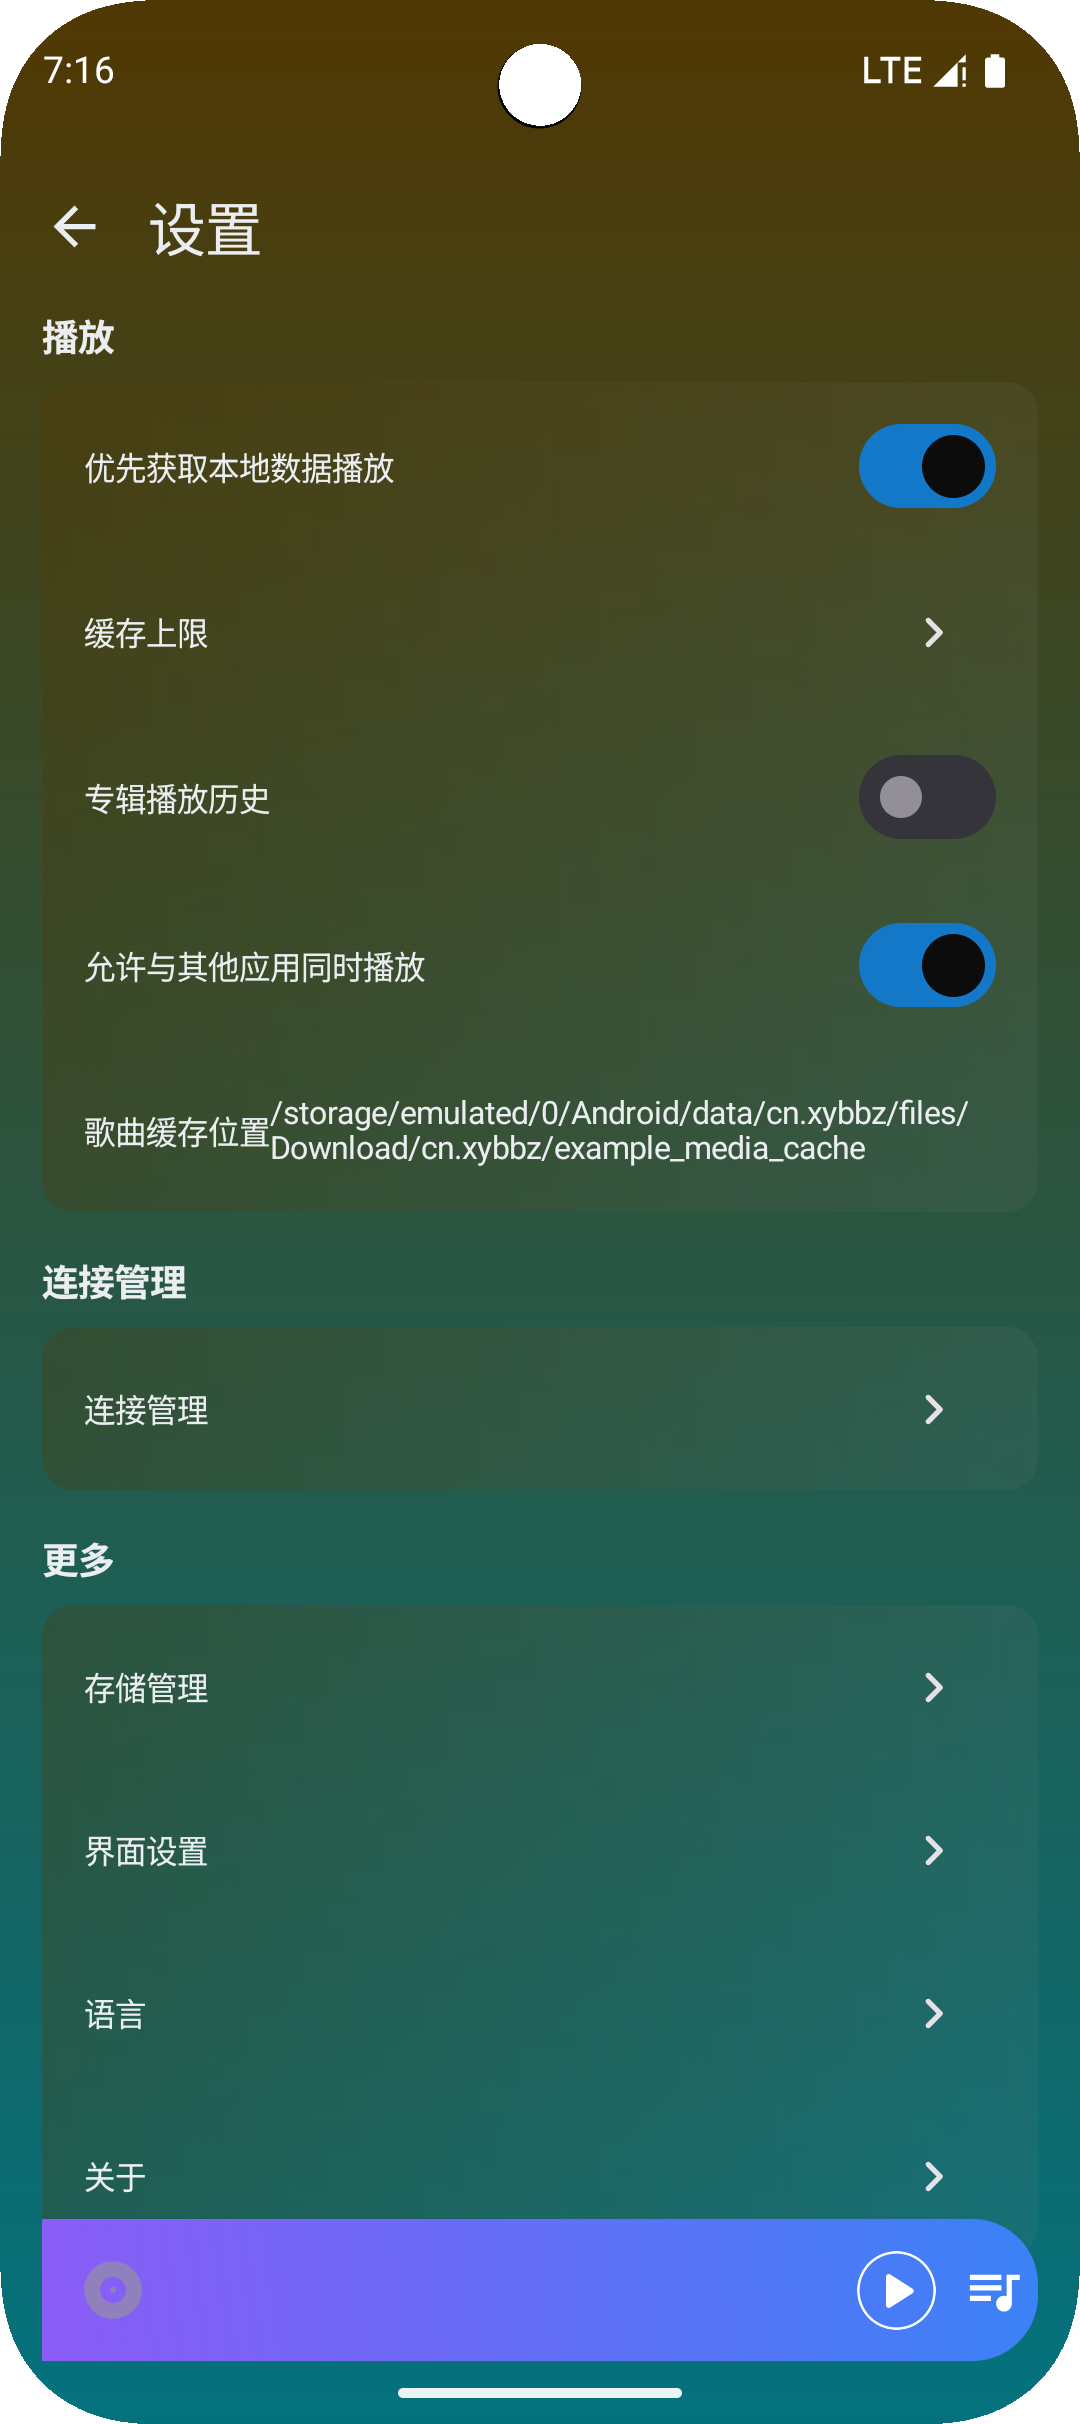 7:16
LTE
设置
播放
优先获取本地数据播放
缓存上限
专辑播放历史
允许与其他应用同时播放
歌曲缓存位置
/storage/emulated/0/Android/data/cn.xybbz/files/
Download/cn.xybbz/example_media_cache
连接管理
连接管理
更多
存储管理
界面设置
语言
关于